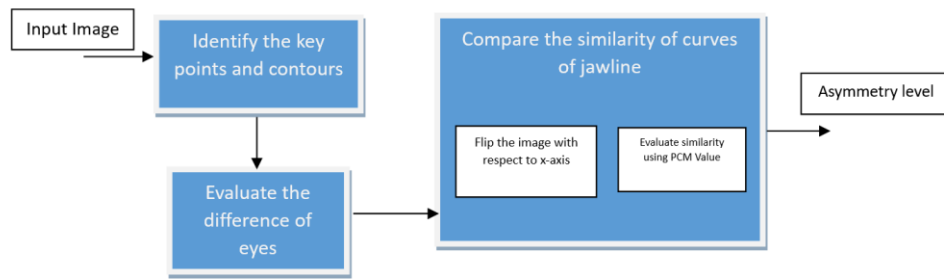 Input Image
Identify the key
points and contours
Evaluate the
difference of
eyes
Compare the similarity of curves
of jawline
Flip the image with
respect to x-axis
Evaluate similarity
using PCM Value
Asymmetry level